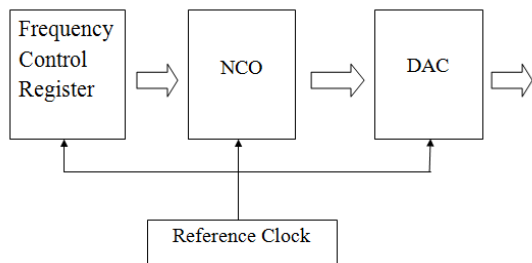 Frequency
Control
Register
NCO
DAC
Reference Clock